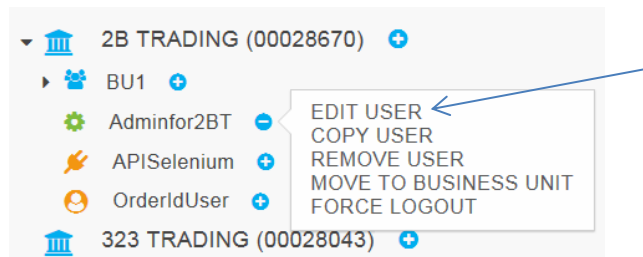 2B TRADING (00028670)
BU1
Adminfor2BT
EDIT USER
COPY USER
REMOVE USER
MOVE TO BUSINESS UNIT
FORCE LOGOUT
APISelenium
OrderIdUser
323 TRADING (00028043)